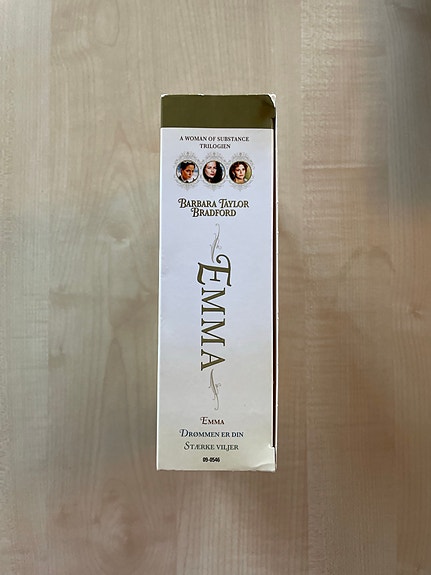 A WOMAN OF SUBSTANCE
TRILOGIEN
BARBARA TAYLOR
BRADFORD
EMMA
EMMA
DRØMMEN ER DIN
STÆRKE VILJER
09-0546